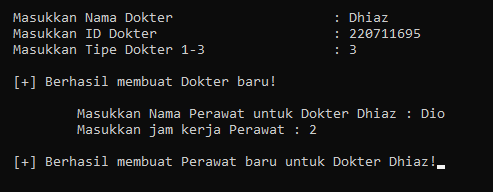 Masukkan Nama Dokter : Dhiaz
Masukkan ID Dokter : 220711695
Masukkan Tipe Dokter 1-3 : 3
[+] Berhasil membuat Dokter baru!
Masukkan Nama Perawat untuk Dokter Dhiaz : Dio
Masukkan jam kerja Perawat : 2
[+] Berhasil membuat Perawat baru untuk Dokter Dhiaz!